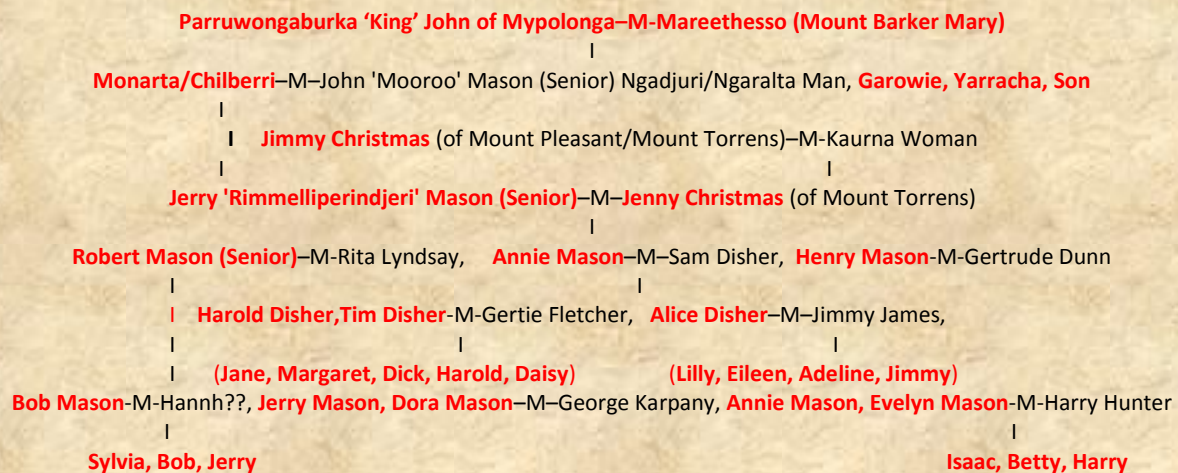 Parruwongaburka ‘King’ John of Mypolonga–M-Mareethesso (Mount Barker Mary)
I
Monarta/Chilberri–M–John 'Mooroo' Mason (Senior) Ngadjuri/Ngaralta Man, Garowie, Yarracha, Son
I
I Jimmy Christmas (of Mount Pleasant/Mount Torrens)–M-Kaurna Woman
I I
Jerry 'Rimmelliperindjeri' Mason (Senior)–M–Jenny Christmas (of Mount Torrens)
I
Robert Mason (Senior)–M-Rita Lyndsay, Annie Mason–M–Sam Disher, Henry Mason-M-Gertrude Dunn
I I
I Harold Disher,Tim Disher-M-Gertie Fletcher, Alice Disher–M–Jimmy James,
I I I
I (Jane, Margaret, Dick, Harold, Daisy) (Lilly, Eileen, Adeline, Jimmy)
Bob Mason-M-Hannh??, Jerry Mason, Dora Mason–M–George Karpany, Annie Mason, Evelyn Mason-M-Harry Hunter
I I
Sylvia, Bob, Jerry Isaac, Betty, Harry